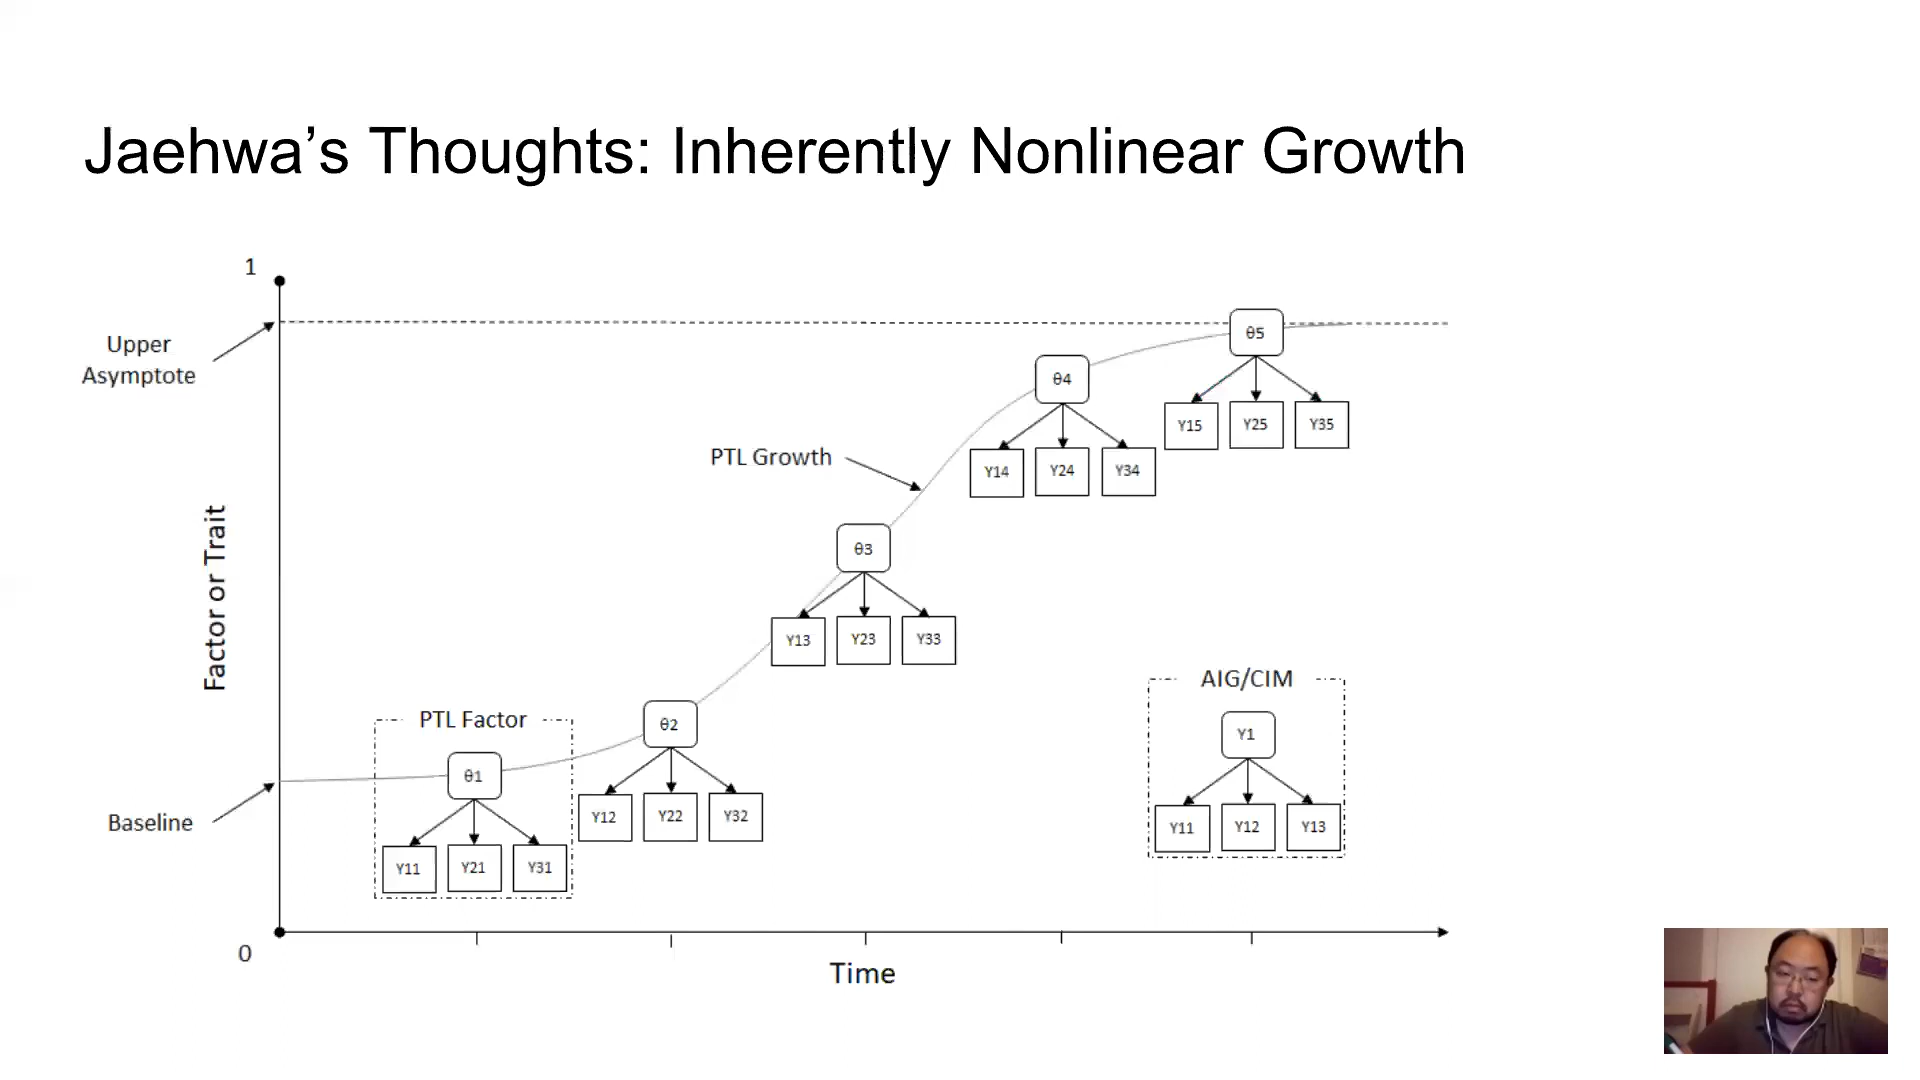 Jaehwa’s Thoughts: Inherently Nonlinear Growth
1
Upper
Asymptote
θ5
θ4
Y15 Y25 Y35
PTL Growth
Y14 Y24 Y34
Factor or Trait
θ3
Y13 Y23 Y33
AIG/CIM
PTL Factor
θ2
Y1
θ1
Baseline
Y12 Y22 Y32
Y11 Y12 Y13
Y11 Y21 Y31
0
Time